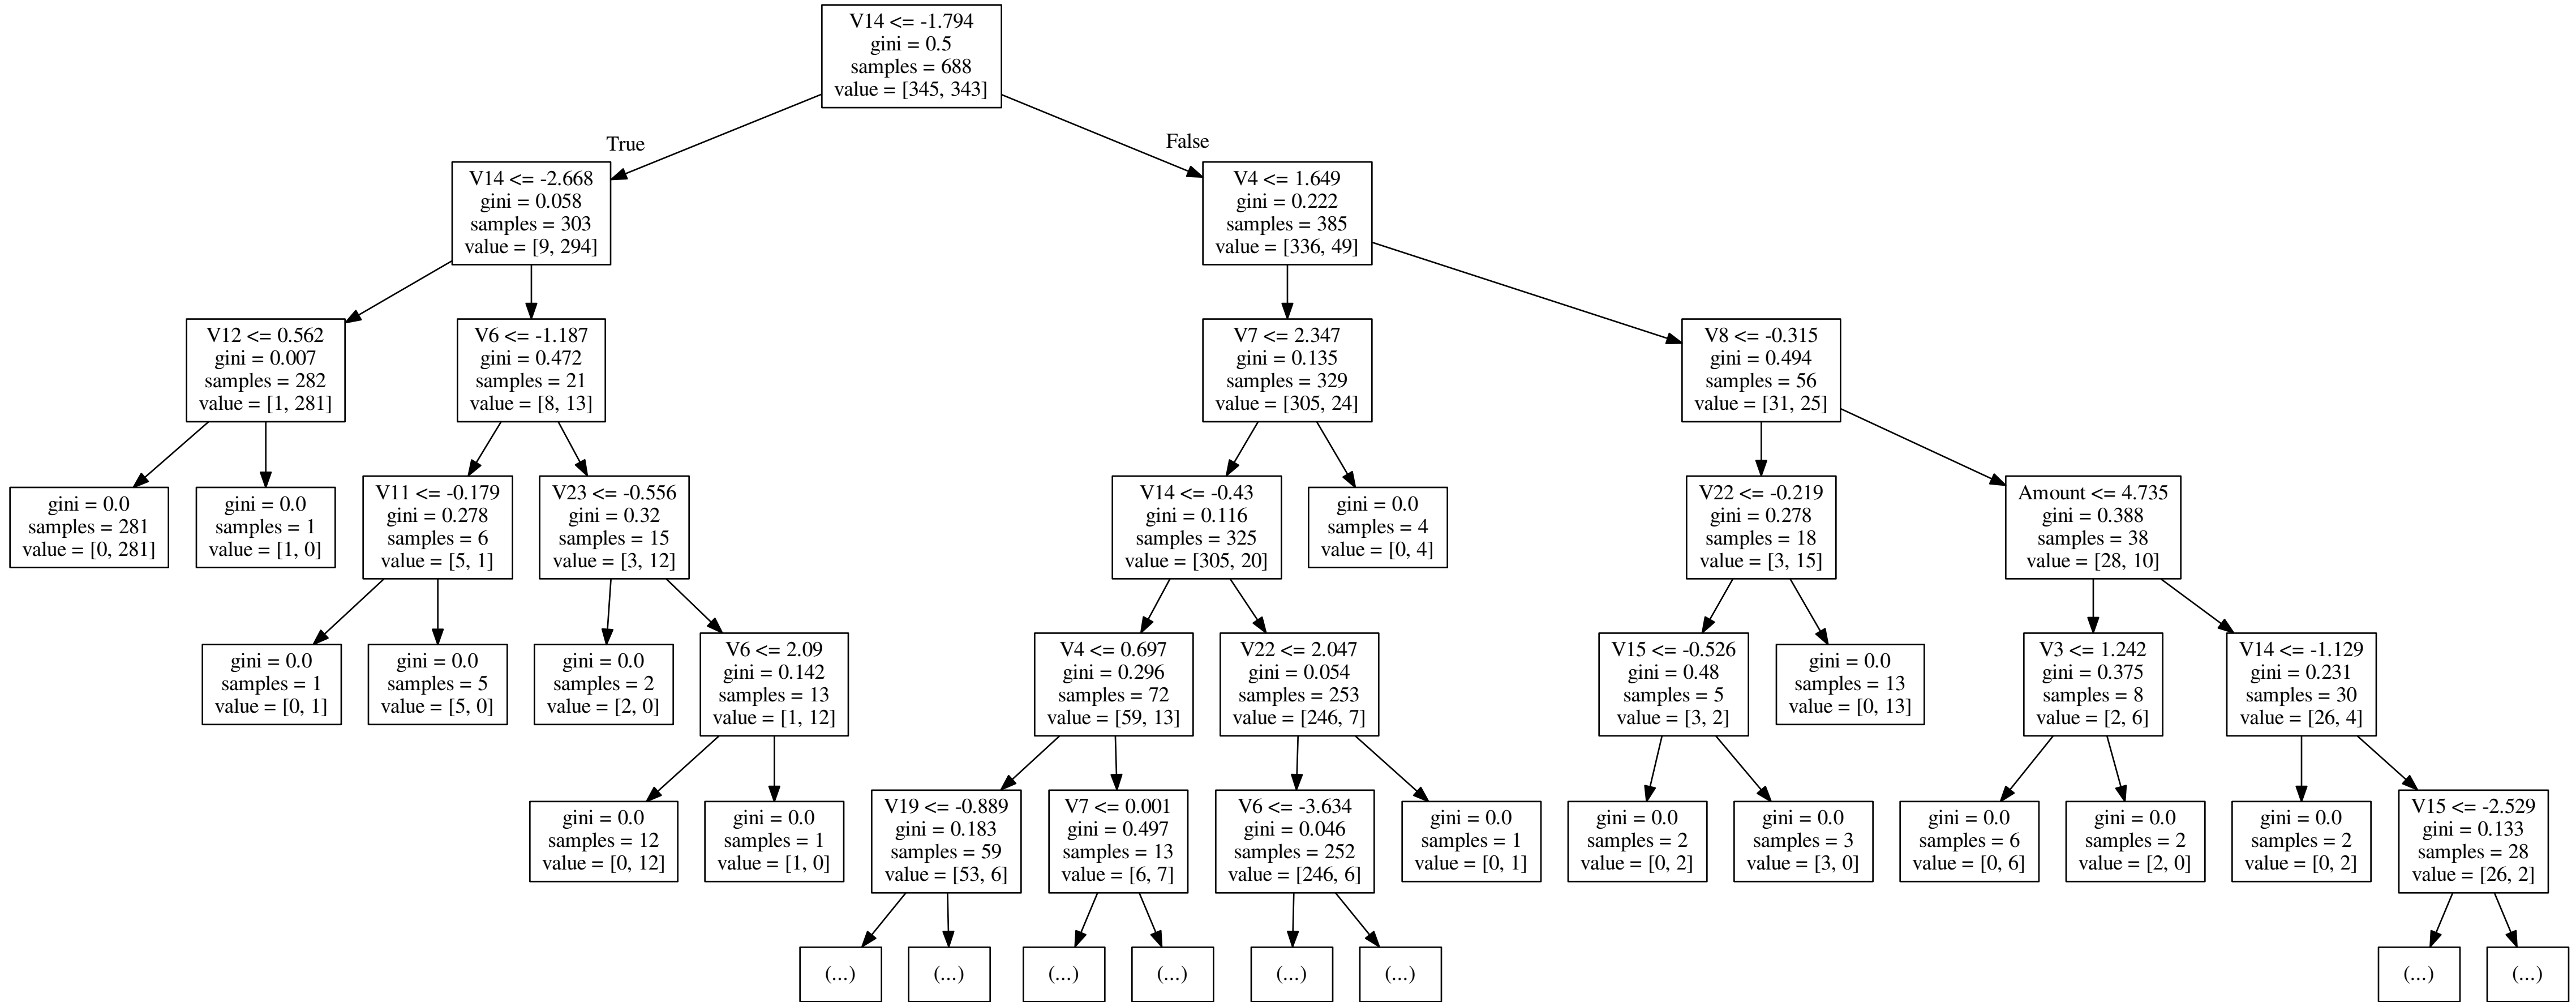 V14 <= -1.794
gini = 0.5
samples = 688
value = [345, 343]
True
False
V14 <= -2.668
gini = 0.058
samples = 303
value = [9, 294]
V4 <= 1.649
gini = 0.222
samples = 385
value = [336, 49]
V12 <= 0.562
gini = 0.007
samples = 282
value = [1, 281]
V6 <= -1.187
gini = 0.472
samples = 21
value = [8, 13]
V7 <= 2.347
gini = 0.135
samples = 329
value = [305, 24]
V8 <= -0.315
gini = 0.494
samples = 56
value = [31, 25]
gini = 0.0
samples = 281
value = [0, 281]
gini = 0.0
samples = 1
value = [1, 0]
V11 <= -0.179
gini = 0.278
samples = 6
value = [5, 1]
V23 <= -0.556
gini = 0.32
samples = 15
value = [3, 12]
V14 <= -0.43
gini = 0.116
samples = 325
value = [305, 20]
gini = 0.0
samples = 4
value = [0, 4]
V22 <= -0.219
gini = 0.278
samples = 18
value = [3, 15]
Amount <= 4.735
gini = 0.388
samples = 38
value = [28, 10]
gini = 0.0
samples = 1
value = [0, 1]
gini = 0.0
samples = 5
value = [5, 0]
gini = 0.0
samples = 2
value = [2, 0]
V6 <= 2.09
gini = 0.142
samples = 13
value = [1, 12]
V4 <= 0.697
gini = 0.296
samples = 72
value = [59, 13]
V22 <= 2.047
gini = 0.054
samples = 253
value = [246, 7]
V15 <= -0.526
gini = 0.48
samples = 5
value = [3, 2]
gini = 0.0
samples = 13
value = [0, 13]
V3 <= 1.242
gini = 0.375
samples = 8
value = [2, 6]
V14 <= -1.129
gini = 0.231
samples = 30
value = [26, 4]
gini = 0.0
samples = 12
value = [0, 12]
gini = 0.0
samples = 1
value = [1, 0]
V19 <= -0.889
gini = 0.183
samples = 59
value = [53, 6]
V7 <= 0.001
gini = 0.497
samples = 13
value = [6, 7]
V6 <= -3.634
gini = 0.046
samples = 252
value = [246, 6]
gini = 0.0
samples = 1
value = [0, 1]
gini = 0.0
samples = 2
value = [0, 2]
gini = 0.0
samples = 3
value = [3, 0]
gini = 0.0
samples = 6
value = [0, 6]
gini = 0.0
samples = 2
value = [2, 0]
gini = 0.0
samples = 2
value = [0, 2]
V15 <= -2.529
gini = 0.133
samples = 28
value = [26, 2]
(...)
(...)
(...)
(...)
(...)
(...)
(...)
(...)